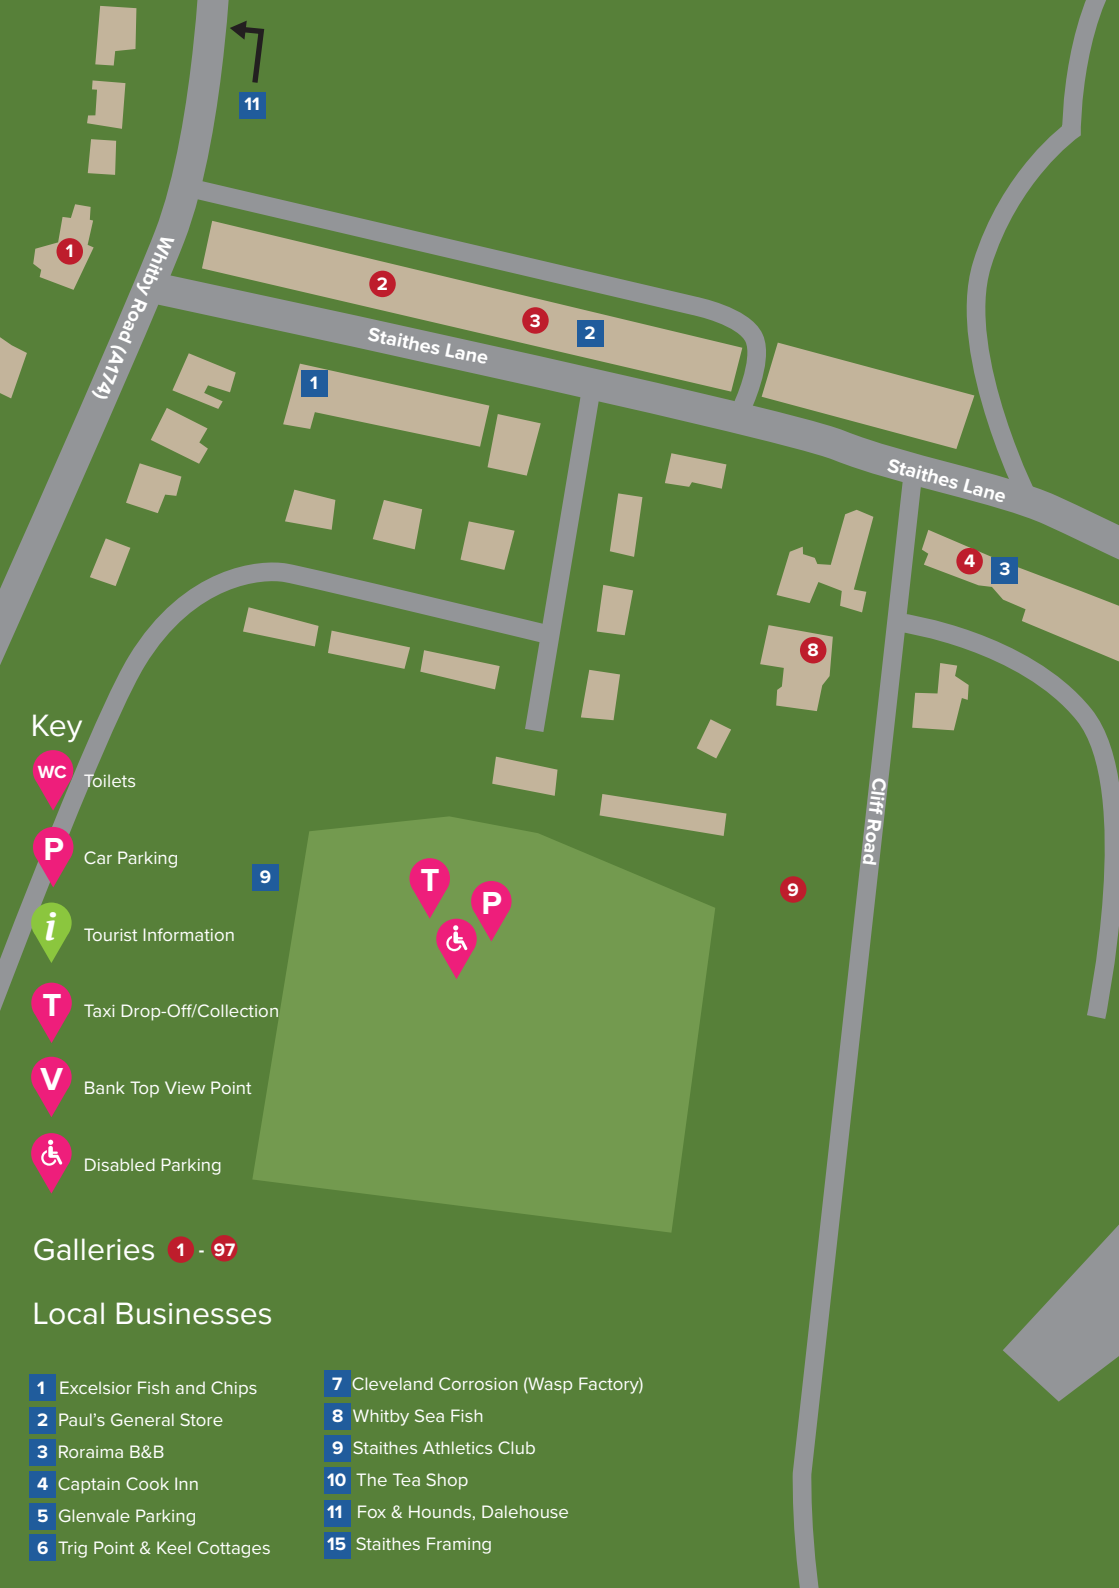 11
1
Whitby Road (A174)
2
3
2
Staithes Lane
1
Staithes Lane
4
3
8
Cliff Road
9
9
T
P
Key
WC Toilets
P Car Parking
i Tourist Information
T Taxi Drop-Off/Collection
V Bank Top View Point
Disabled Parking
Galleries 1 - 97
Local Businesses
1 Excelsior Fish and Chips
2 Paul's General Store
3 Roraima B&B
4 Captain Cook Inn
5 Glenvale Parking
6 Trig Point & Keel Cottages
7 Cleveland Corrosion (Wasp Factory)
8 Whitby Sea Fish
9 Staithes Athletics Club
10 The Tea Shop
11 Fox & Hounds, Dalehouse
15 Staithes Framing